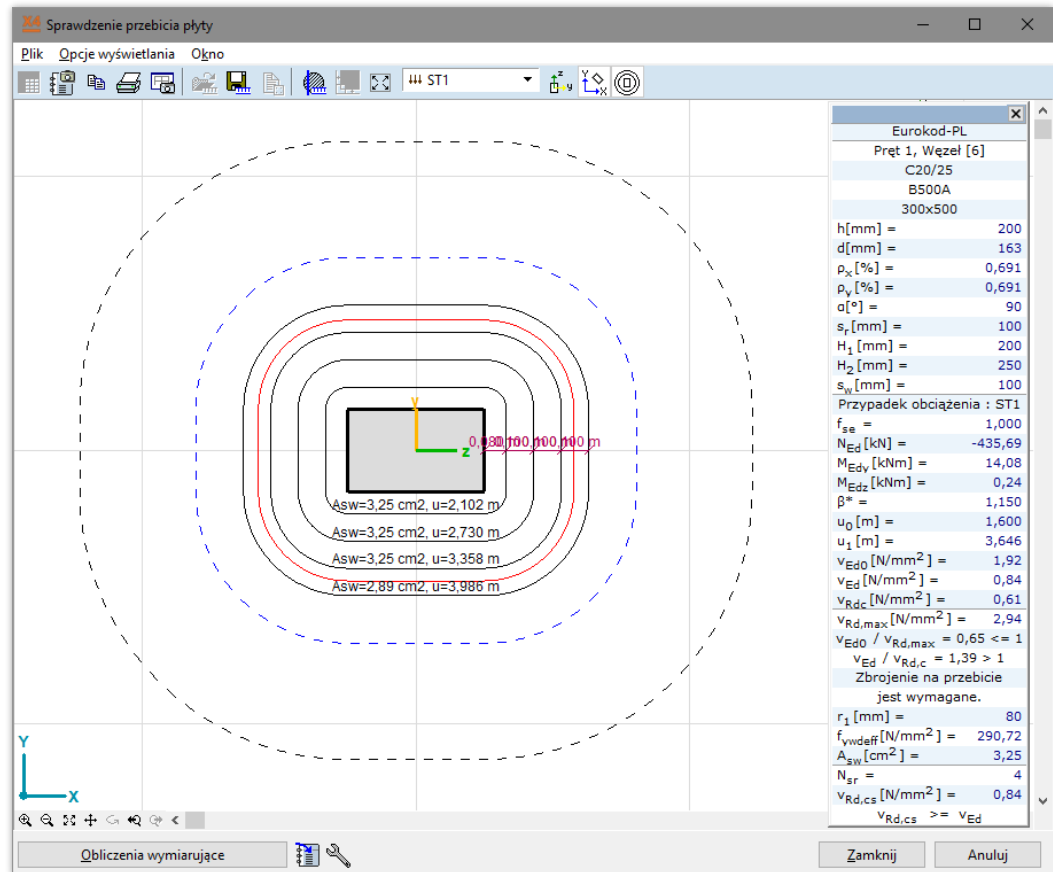 Sprawdzenie przebicia płyty
Plik Opcje wyświetlania Okno
ST1
Eurokod-PL
Pręt 1, Węzeł [6]
C20/25
B500A
300x500
h[mm] = 200
d[mm] = 163
ρx[%] = 0,691
ρy[%] = 0,691
α[°] = 90
sr[mm] = 100
H1[mm] = 200
H2[mm] = 250
sw[mm] = 100
Przypadek obciążenia : ST1
fse = 1,000
NEd[kN] = -435,69
MEdy[kNm] = 14,08
MEdz[kNm] = 0,24
β* = 1,150
u0[m] = 1,600
u1[m] = 3,646
vEd0[N/mm2] = 1,92
vEd[N/mm2] = 0,84
vRdc[N/mm2] = 0,61
vRd,max[N/mm2] = 2,94
vEd0 / vRd,max = 0,65 <= 1
vEd / vRd,c = 1,39 > 1
Zbrojenie na przebicie
jest wymagane.
r1[mm] = 80
fywdeff[N/mm2] = 290,72
Asw[cm2] = 3,25
Nsr = 4
vRd,cs[N/mm2] = 0,84
vRd,cs >= vEd
y
z
Asw=3,25 cm2, u=2,102 m
Asw=3,25 cm2, u=2,730 m
Asw=3,25 cm2, u=3,358 m
Asw=2,89 cm2, u=3,986 m
Y
X
Obliczenia wymiarujące
Zamknij
Anuluj